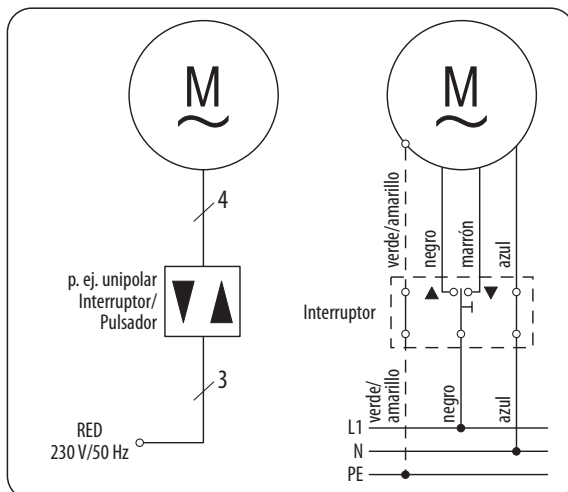 M
~
4
p. ej. unipolar
Interruptor/
Pulsador
3
RED
230 V/50 Hz
M
~
verde/amarillo
negro
marrón
azul
Interruptor
verde/
amarillo
negro
azul
L1
N
PE